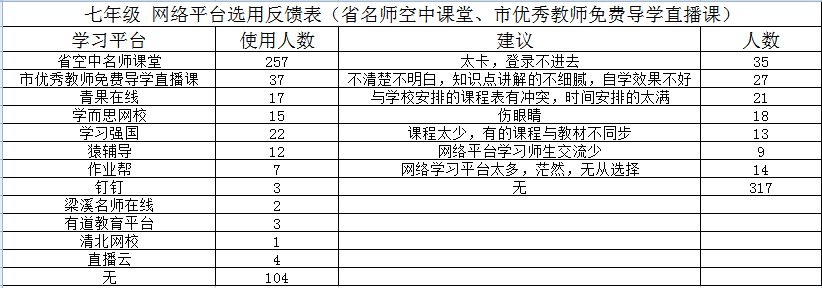 七年级 网络平台选用反馈表（省名师空中课堂、市优秀教师免费导学直播课）
学习平台 使用人数 建议 人数
省空中名师课堂 257 太卡，登录不进去 35
市优秀教师免费导学直播课 37 不清楚不明白，知识点讲解的不细腻，自学效果不好 27
青果在线 17 与学校安排的课程表有冲突，时间安排的太满 21
学而思网校 15 伤眼睛 18
学习强国 22 课程太少，有的课程与教材不同步 13
猿辅导 12 网络平台学习师生交流少 9
作业帮 7 网络学习平台太多，茫然，无从选择 14
钉钉 3 无 317
梁溪名师在线 2
有道教育平台 3
清北网校 1
直播云 4
无 104